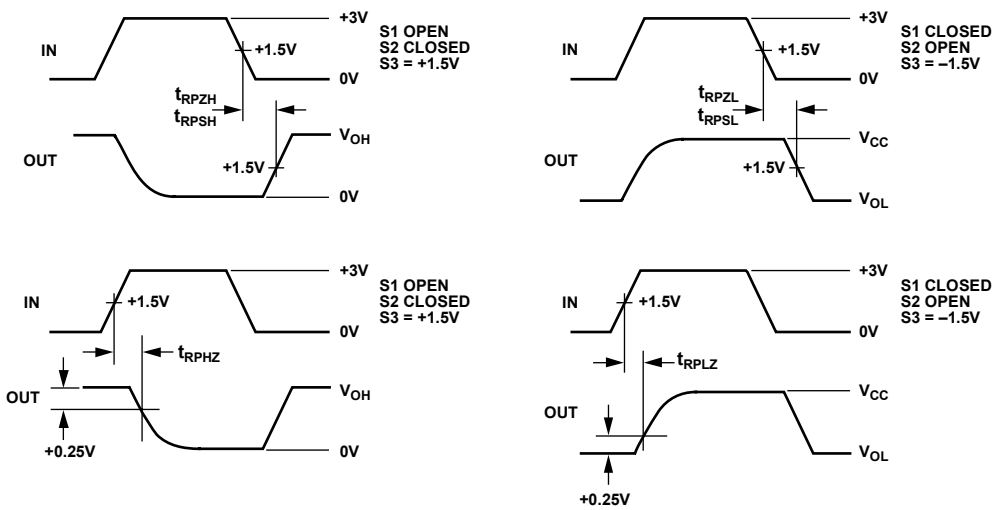 +3V
S1 OPEN
S2 CLOSED
S3 = +1.5V
IN
+1.5V
0V
tRPZH
tRPSH
VOH
OUT
+1.5V
0V
+3V
S1 CLOSED
S2 OPEN
S3 = –1.5V
IN
+1.5V
0V
tRPZL
tRPSL
VCC
OUT
+1.5V
VOL
+3V
S1 OPEN
S2 CLOSED
S3 = +1.5V
IN
+1.5V
0V
tRPHZ
VOH
OUT
+0.25V
0V
+3V
S1 CLOSED
S2 OPEN
S3 = –1.5V
IN
+1.5V
0V
tRPLZ
VCC
OUT
VOL
+0.25V